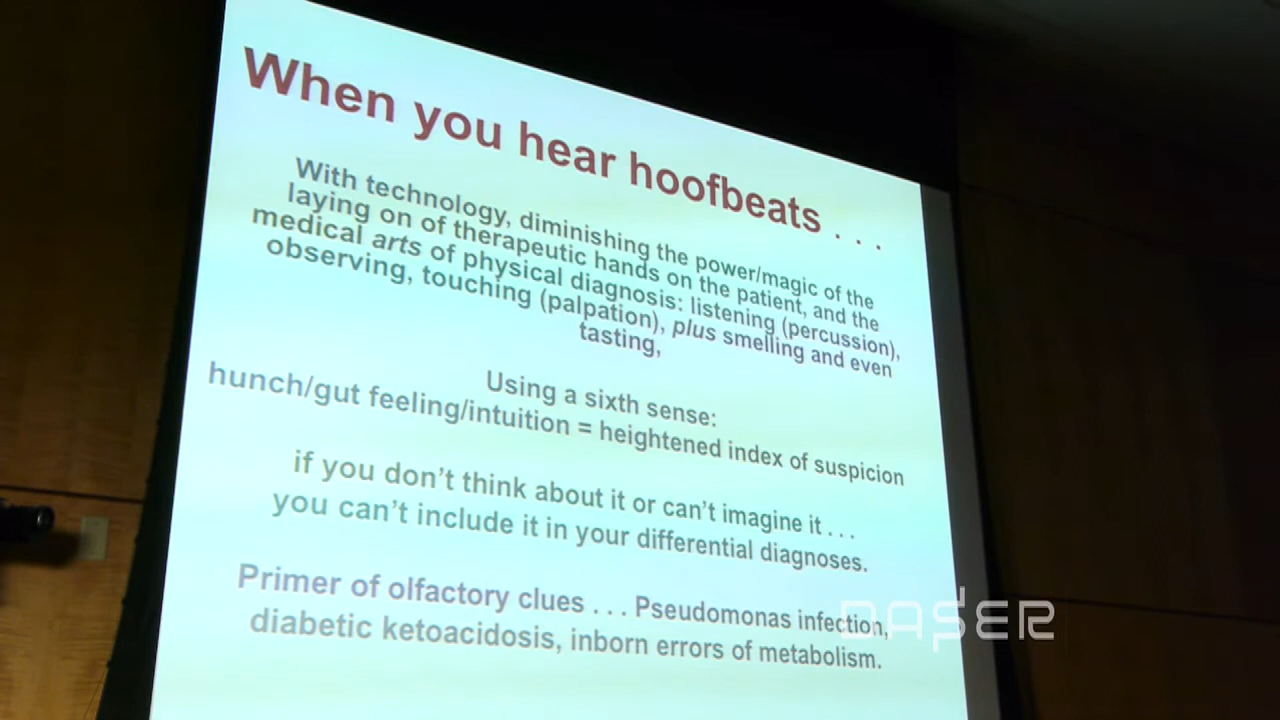 When you hear hoofbeats . . .
With technology, diminishing the power/magic of the
laying on of therapeutic hands on the patient, and the
medical arts of physical diagnosis: listening (percussion),
observing, touching (palpation), plus smelling and even
tasting,
Using a sixth sense:
hunch/gut feeling/intuition = heightened index of suspicion
if you don't think about it or can't imagine it . . .
you can't include it in your differential diagnoses.
Primer of olfactory clues . . . Pseudomonas infection,
diabetic ketoacidosis, inborn errors of metabolism.
DASER